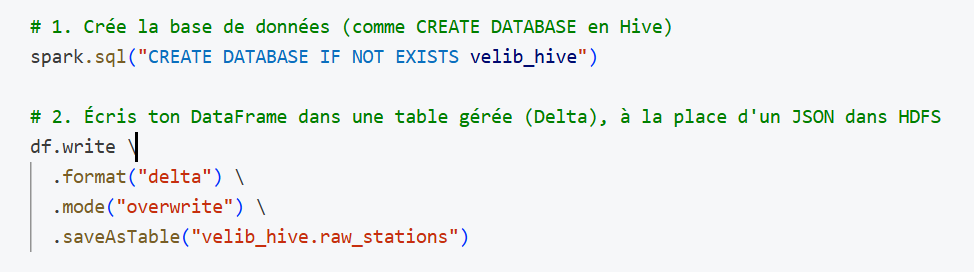 # 1. Crée la base de données (comme CREATE DATABASE en Hive)
spark.sql("CREATE DATABASE IF NOT EXISTS velib_hive")
# 2. Écris ton DataFrame dans une table gérée (Delta), à la place d'un JSON dans HDFS
df.write \
  .format("delta") \
  .mode("overwrite") \
  .saveAsTable("velib_hive.raw_stations")